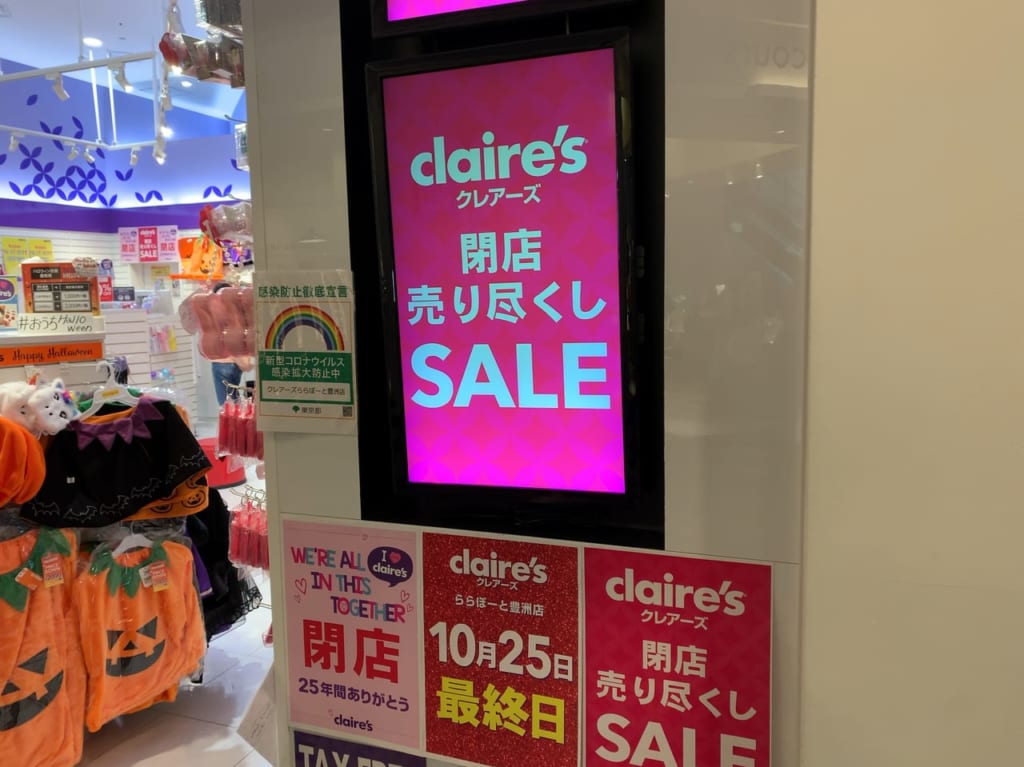 claire's
クレアーズ
閉店
売り尽くし
SALE
感染防止徹底宣言
新型コロナウイルス
感染拡大防止中
クレアーズららぽーと豊洲店
東京都
#おうちHallo
Ween
Happy Halloween
SALE
WE'RE ALL
IN THIS
TOGETHER
I
claire's
閉店
25年間ありがとう
claire's
claire's
クレアーズ
ららぽーと豊洲店
10月25日
最終日
claire's
クレアーズ
閉店
売り尽くし
SALE
TAX FREE